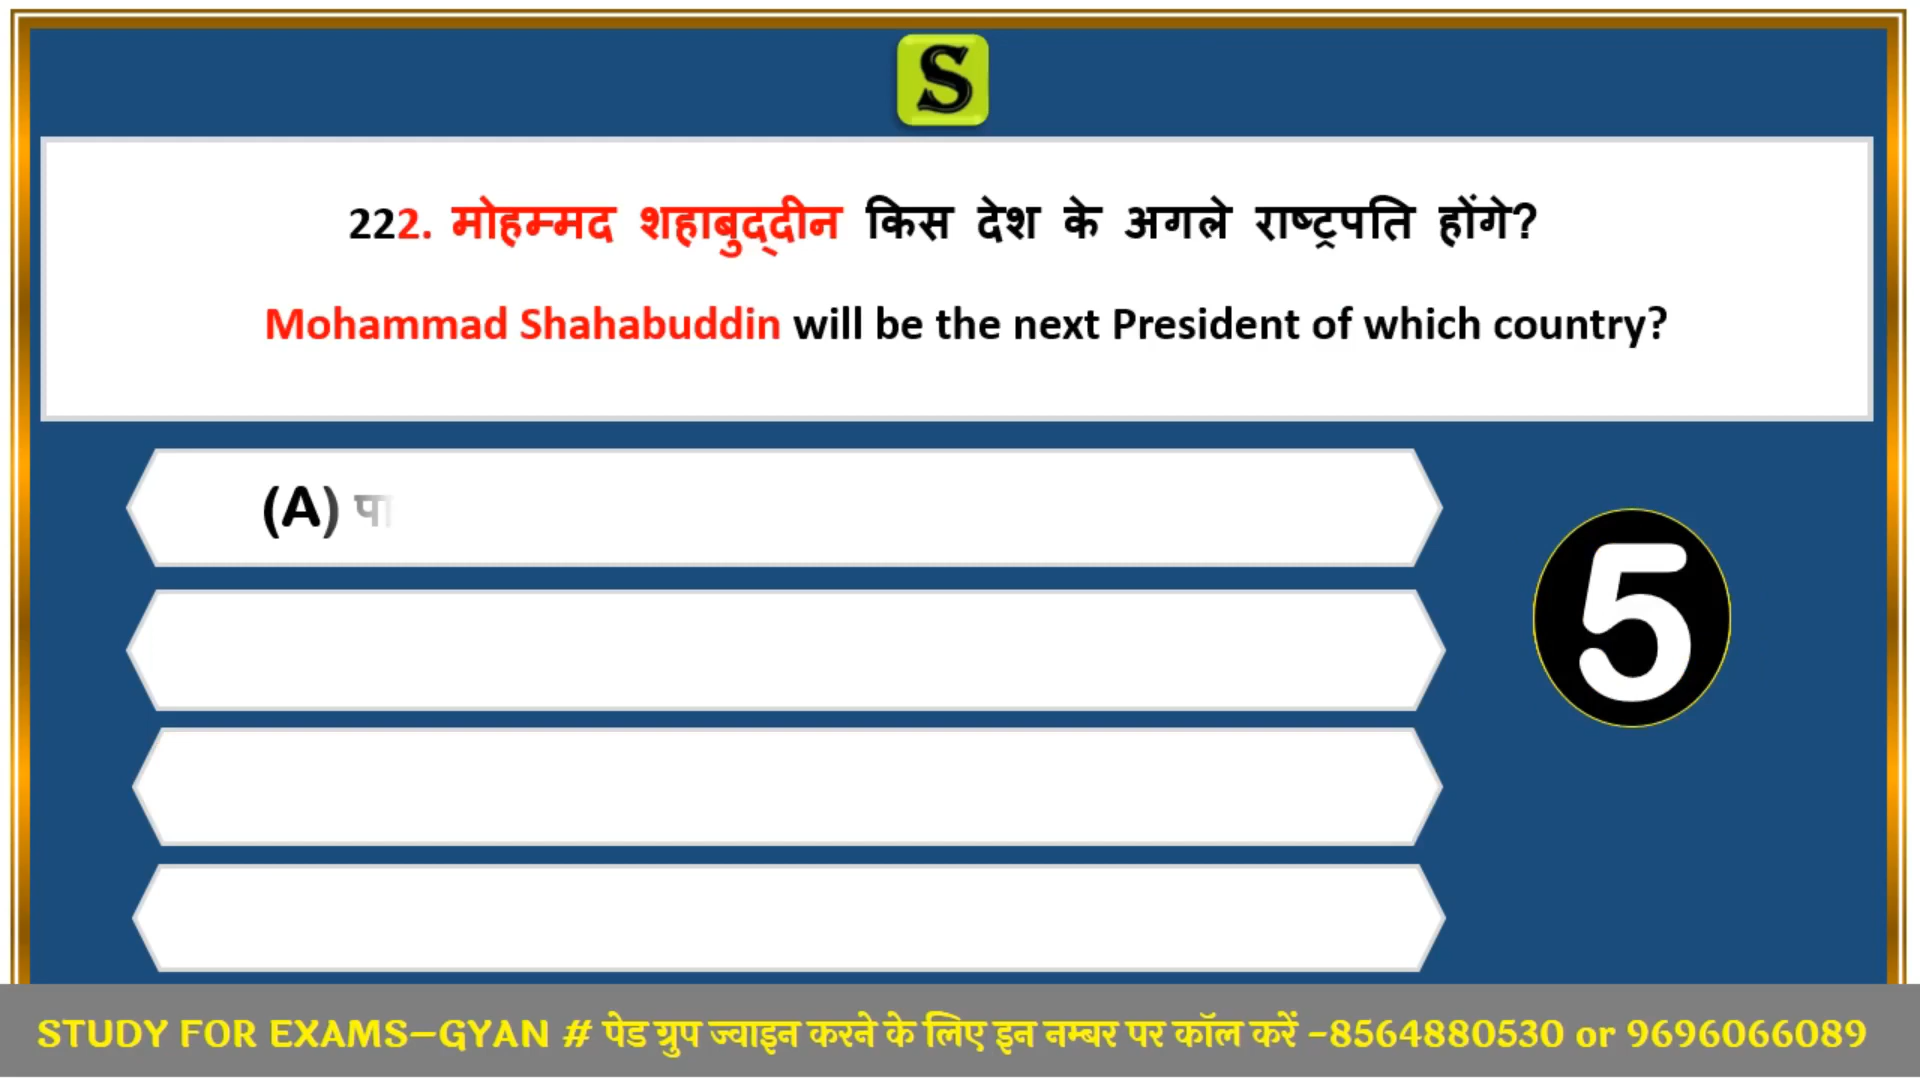 S
222. मोहम्मद शहाबुद्दीन किस देश के अगले राष्ट्रपति होंगे?
Mohammad Shahabuddin will be the next President of which country?
(A)
5
STUDY FOR EXAMS-GYAN # पेड ग्रुप ज्वाइन करने के लिए इन नम्बर पर कॉल करें -8564880530 or 9696066089